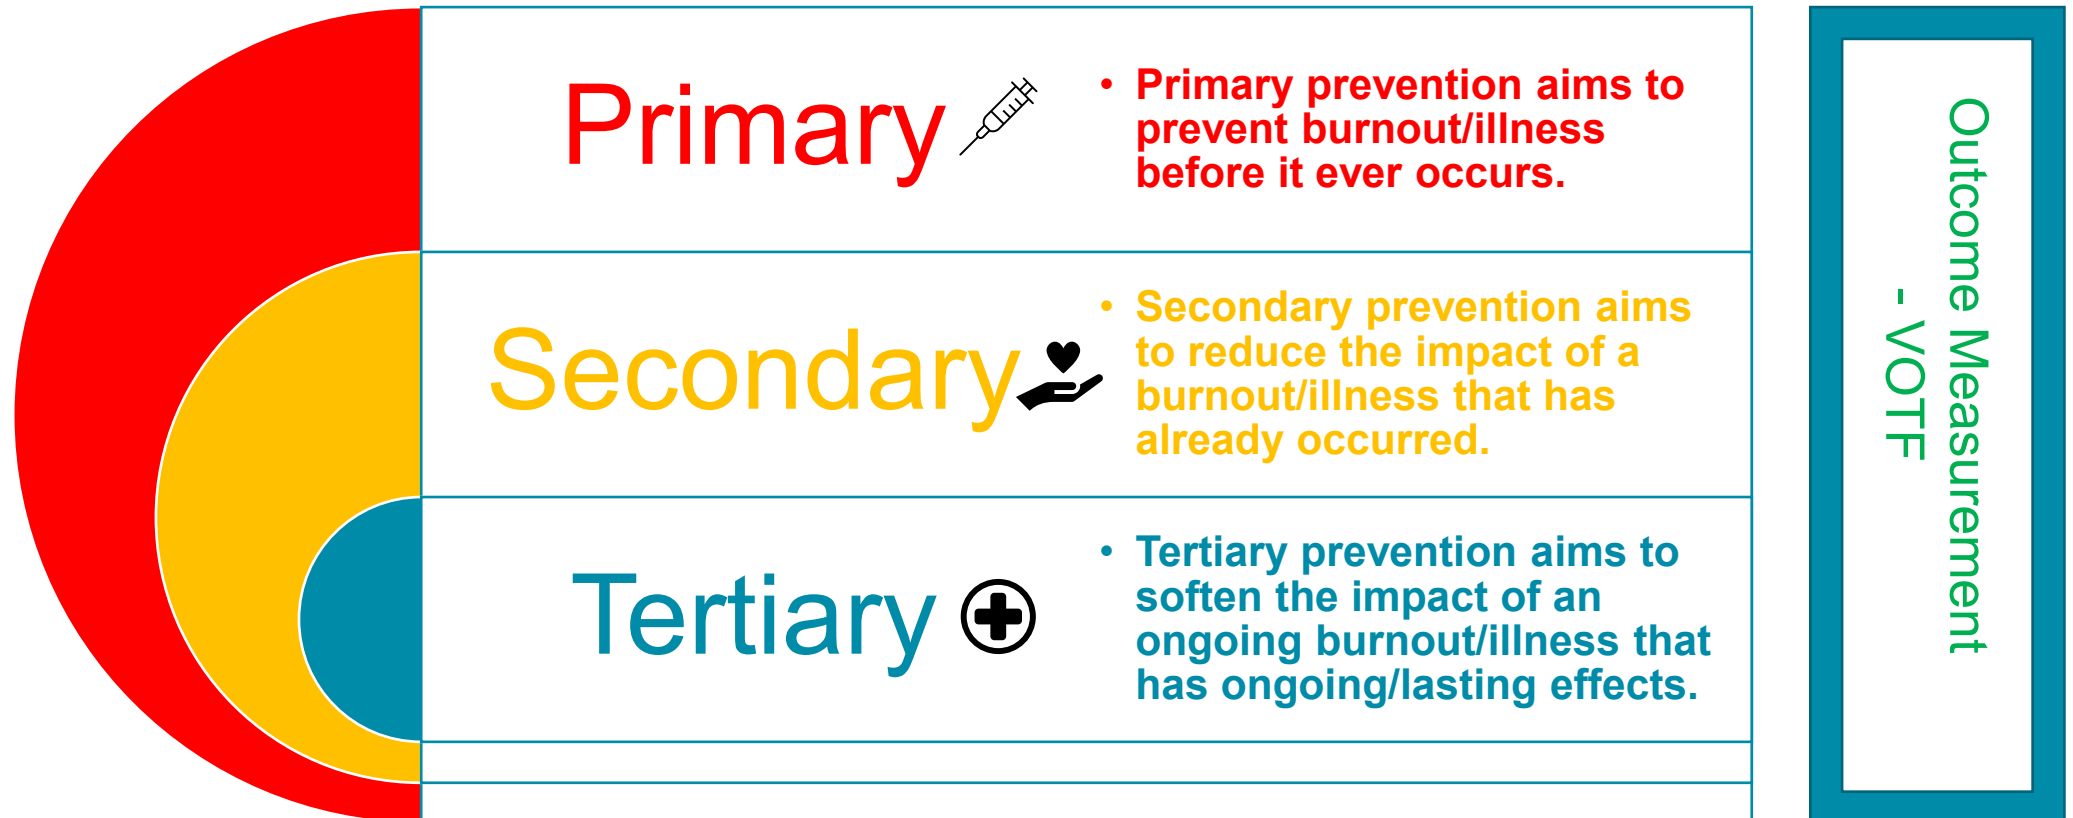 Primary
• Primary prevention aims to
prevent burnout/illness
before it ever occurs.
Secondary
• Secondary prevention aims
to reduce the impact of a
burnout/illness that has
already occurred.
Tertiary
• Tertiary prevention aims to
soften the impact of an
ongoing burnout/illness that
has ongoing/lasting effects.
Outcome Measurement
- VOTF